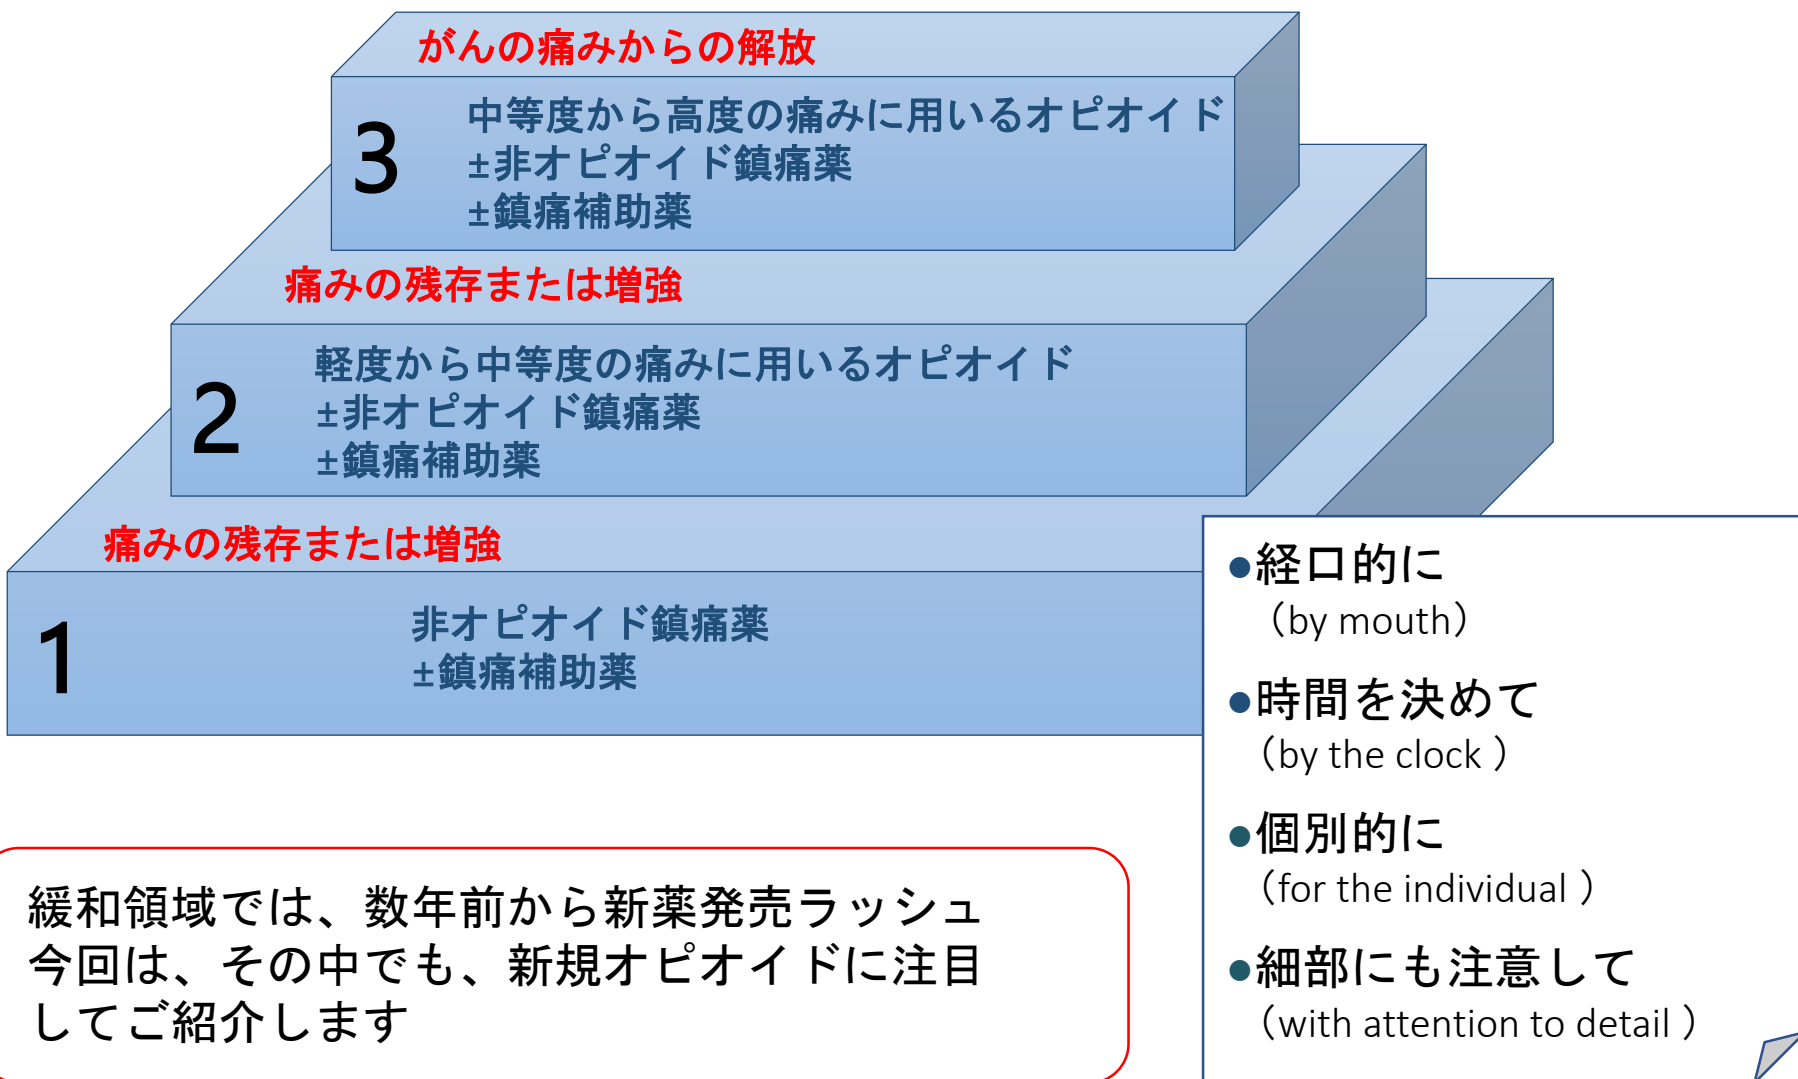 がんの痛みからの解放
3
中等度から高度の痛みに用いるオピオイド
±非オピオイド鎮痛薬
±鎮痛補助薬
痛みの残存または増強
2
軽度から中等度の痛みに用いるオピオイド
±非オピオイド鎮痛薬
±鎮痛補助薬
痛みの残存または増強
1
非オピオイド鎮痛薬
±鎮痛補助薬
●経口的に
（by mouth）
●時間を決めて
（by the clock ）
●個別的に
（for the individual ）
●細部にも注意して
（with attention to detail ）
緩和領域では、数年前から新薬発売ラッシュ
今回は、その中でも、新規オピオイドに注目
してご紹介します